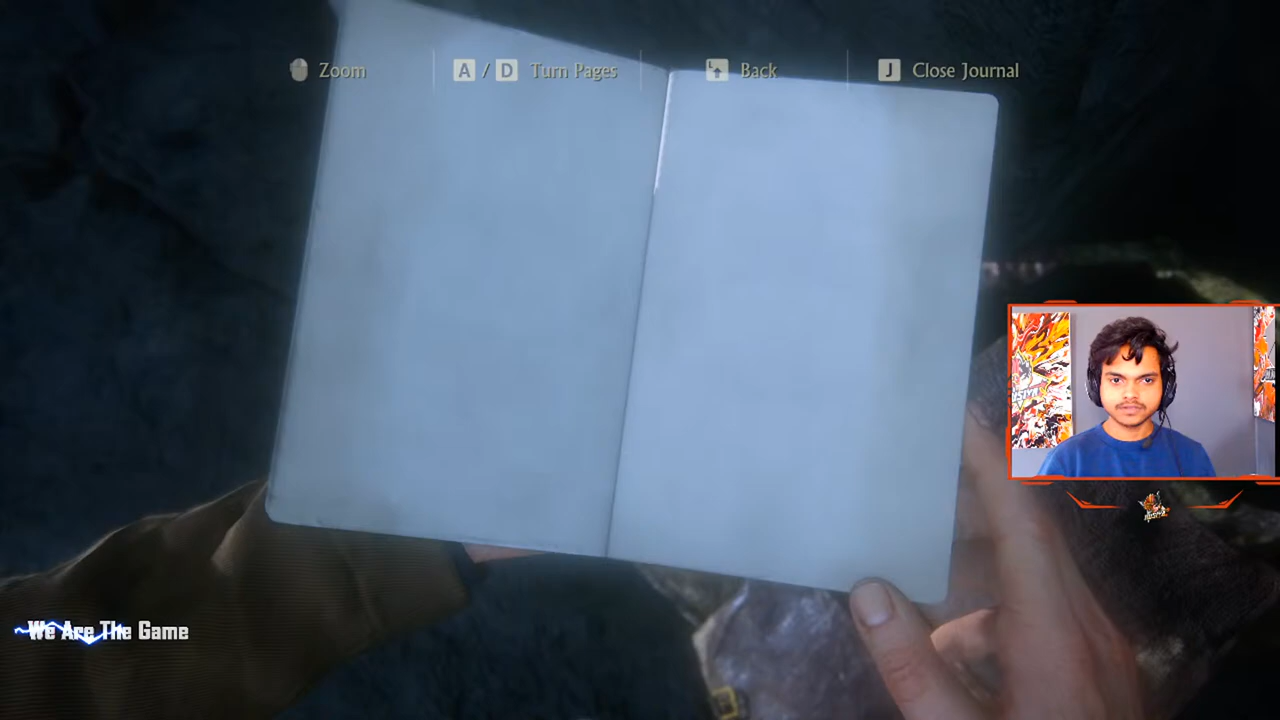 Zoom
A / D Turn Pages
Back
J Close Journal
We Are The Game